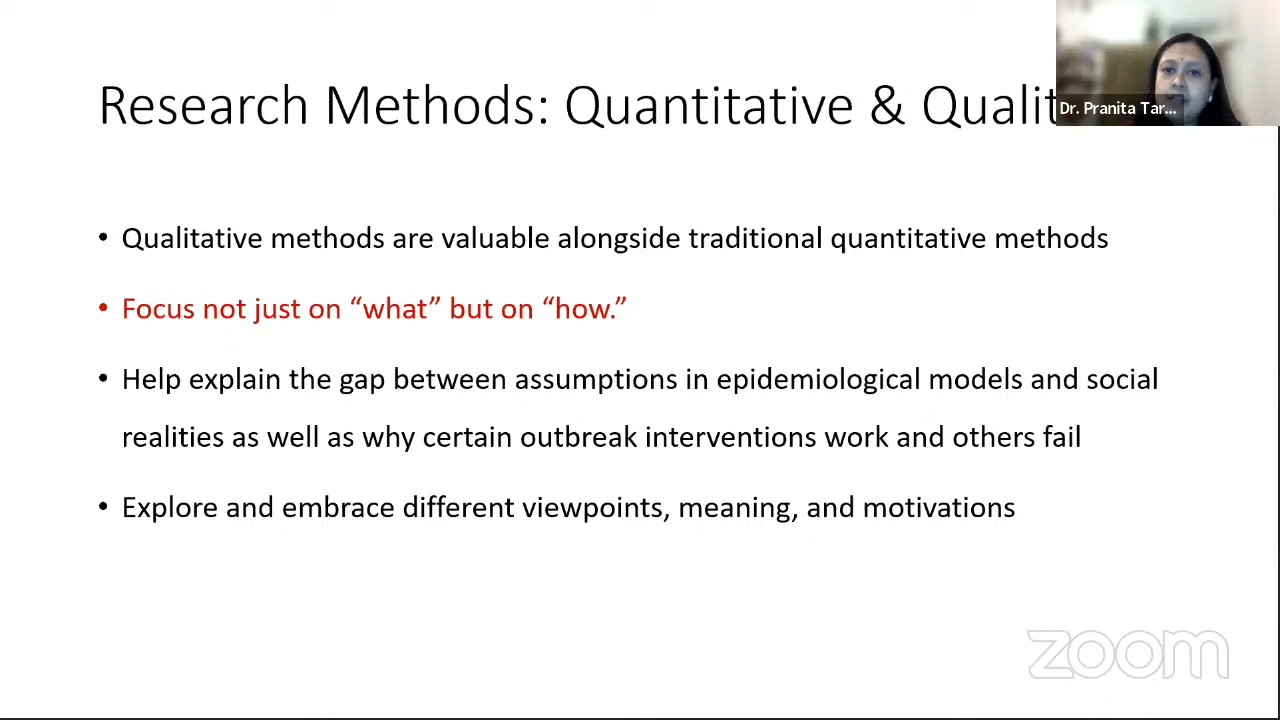 Research Methods: Quantitative & Qualit
Dr. Pranita Tar...
• Qualitative methods are valuable alongside traditional quantitative methods
• Focus not just on “what” but on “how.”
• Help explain the gap between assumptions in epidemiological models and social
realities as well as why certain outbreak interventions work and others fail
• Explore and embrace different viewpoints, meaning, and motivations
zoom